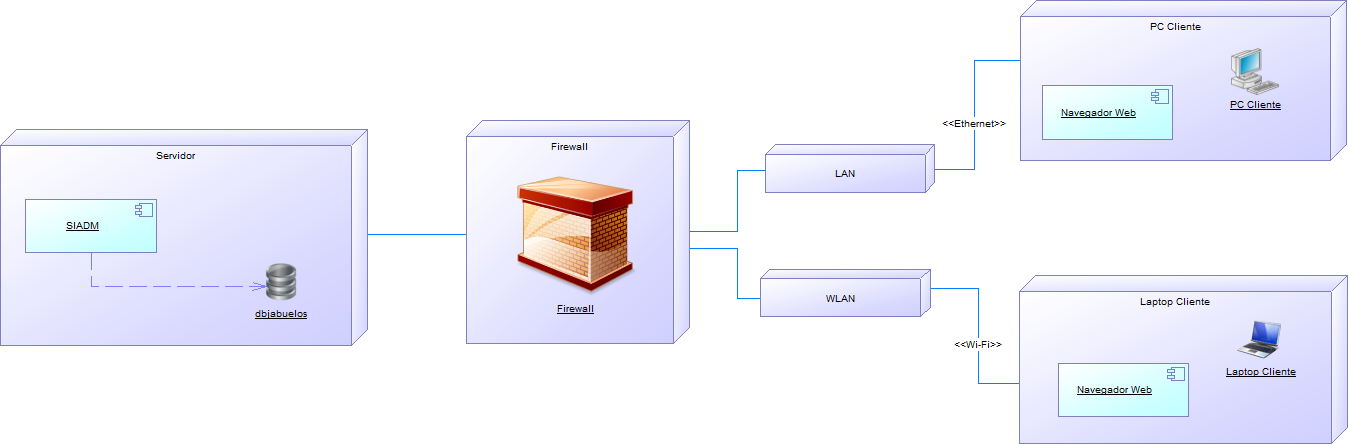 Servidor
SIADM
dbjabuelos
Firewall
Firewall
LAN
WLAN
<<Ethernet>>
<<Wi-Fi>>
PC Cliente
Navegador Web
PC Cliente
Laptop Cliente
Navegador Web
Laptop Cliente